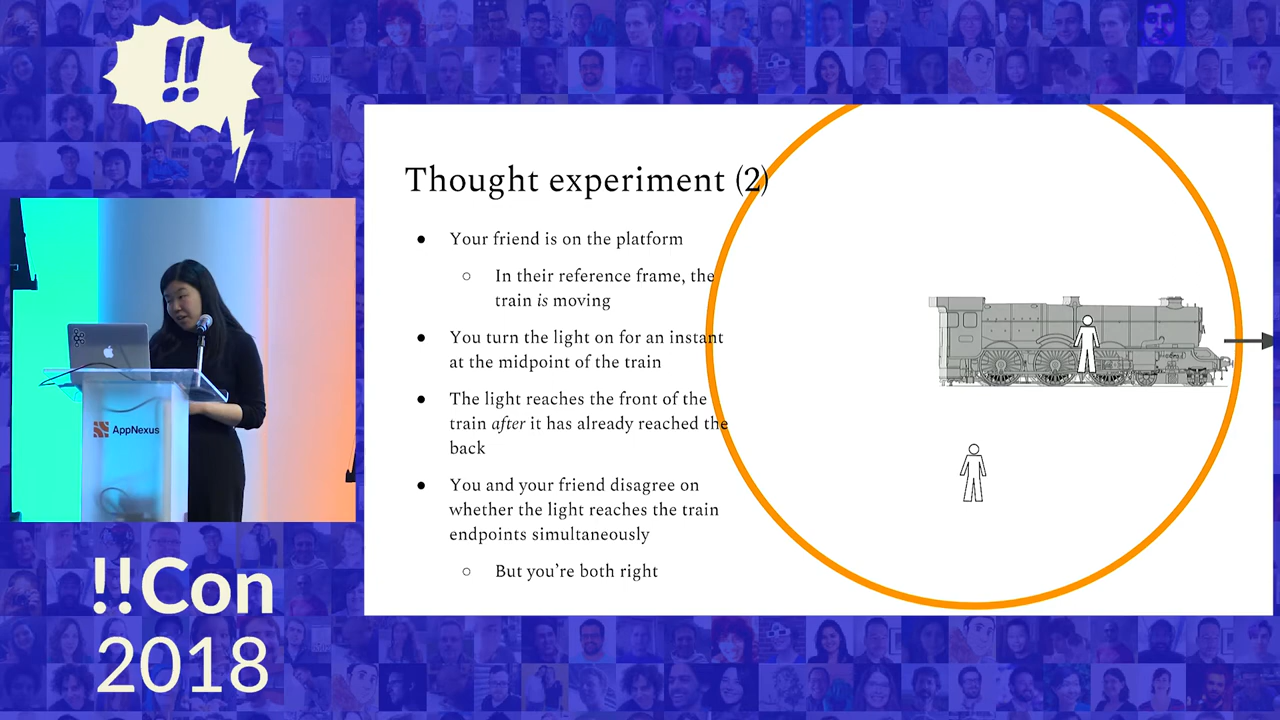 !!
Thought experiment (2)
● Your friend is on the platform
○ In their reference frame, the
train is moving
● You turn the light on for an instant
at the midpoint of the train
● The light reaches the front of the
train after it has already reached the
back
● You and your friend disagree on
whether the light reaches the train
endpoints simultaneously
○ But you're both right
AppNexus
!!Con
2018